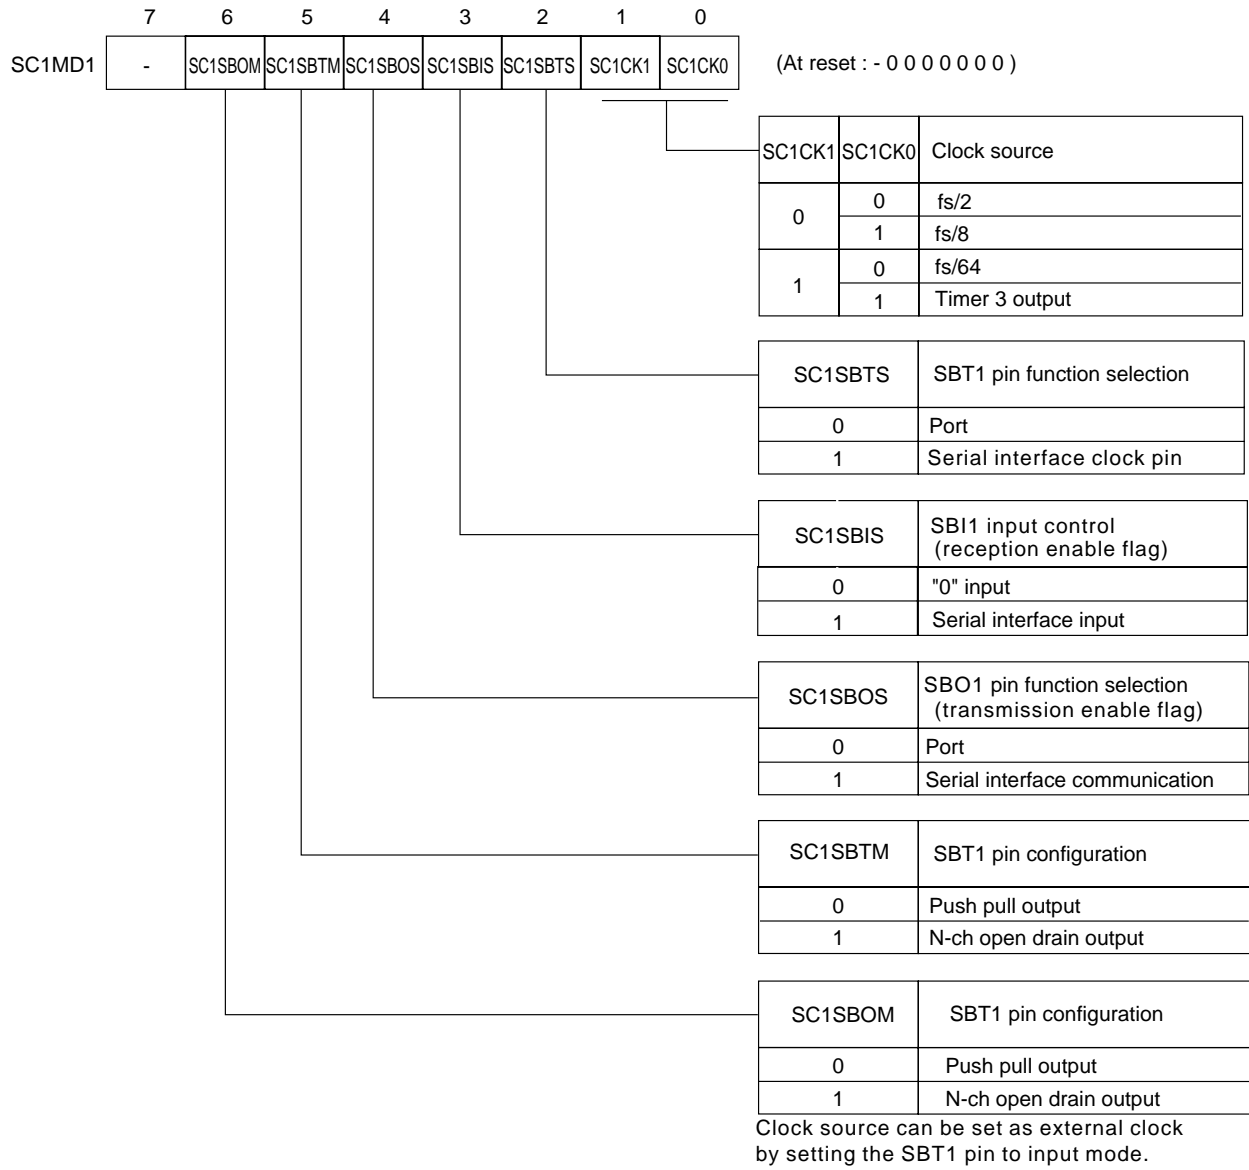 7 6 5 4 3 2 1 0
SC1MD1 - SC1SBOM SC1SBTM SC1SBOS SC1SBIS SC1SBTS SC1CK1 SC1CK0 (At reset : - 0 0 0 0 0 0 0 )
SC1CK1 SC1CK0 Clock source
0 0 fs/2
1 fs/8
1 0 fs/64
1 Timer 3 output
SC1SBTS SBT1 pin function selection
0 Port
1 Serial interface clock pin
SC1SBIS SBI1 input control
(reception enable flag)
0 "0" input
1 Serial interface input
SC1SBOS SBO1 pin function selection
(transmission enable flag)
0 Port
1 Serial interface communication
SC1SBTM SBT1 pin configuration
0 Push pull output
1 N-ch open drain output
SC1SBOM SBT1 pin configuration
0 Push pull output
1 N-ch open drain output
Clock source can be set as external clock
by setting the SBT1 pin to input mode.